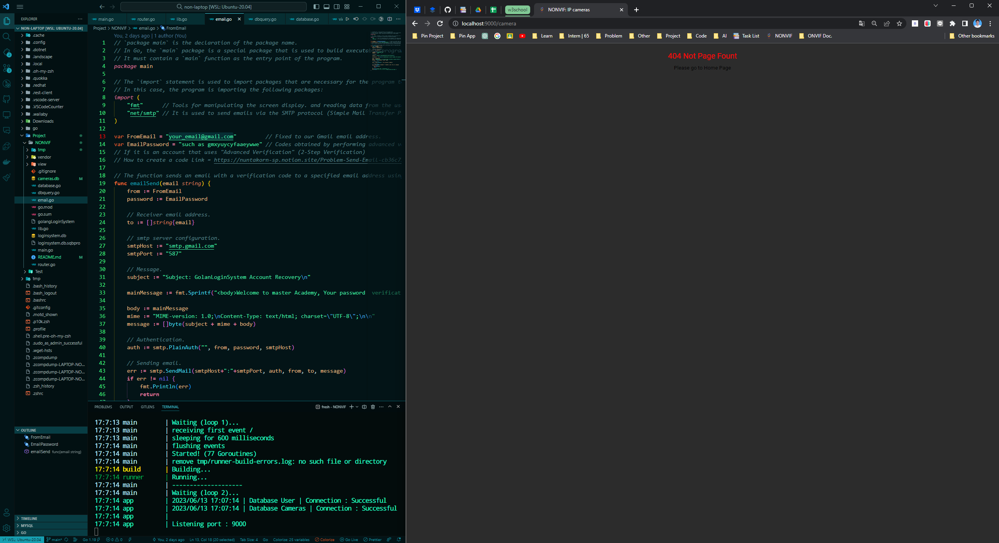 non-laptop [WSL: Ubuntu-20.04]
EXPLORER
NON-LAPTOP [WSL: UBUNTU-20.04]
.cache
.config
.dotnet
.landscape
.local
.oh-my-zsh
.quokka
.redhat
.rest-client
.vscode-server
.VSCodeCounter
.wallaby
Downloads
go
Project
NONVIF
tmp
vendor
view
.gitignore
cameras.db M
database.go
dbquery.go
email.go
go.mod
go.sum
golangLoginSystem
lib.go
loginsystem.db
loginsystem.db.sqbpro
main.go
README.md M
router.go
Test
tmp
.bash_history
.bash_logout
.bashrc
.gitconfig
.motd_shown
.p10k.zsh
.profile
.shell.pre-oh-my-zsh
.sudo_as_admin_successful
.wget-hsts
.zcompdump
.zcompdump-LAPTOP-NO...
.zcompdump-LAPTOP-NO...
.zcompdump-LAPTOP-NO...
.zsh_history
.zshrc
OUTLINE
FromEmail
EmailPassword
emailSend func(email string)
TIMELINE
MYSQL
GO
main.go router.go lib.go email.go dbquery.go database.go vi
Project > NONVIF > email.go > FromEmail
You, 2 days ago | 1 author (You)
1 // `package main` is the declaration of the package name.
2 // In Go, the `main` package is a special package that is used to build executable progra
3 // It must contain a `main` function as the entry point of the program.
4 package main
5
6 // The `import` statement is used to import packages that are necessary for the program t
7 // In this case, the program is importing the following packages:
8 import (
9 "fmt" // Tools for manipulating the screen display. and reading data from the us
10 "net/smtp" // It is used to send emails via the SMTP protocol (Simple Mail Transfer P
11 )
12
13 var FromEmail = "your_email@gmail.com" // Fixed to our Gmail email address.
14 var EmailPassword = "such as gmxyuycyfaaeywwe" // Codes obtained by performing advanced v
15 // If it is an account that uses "Advanced Verification" (2-Step Verification)
16 // How to create a code Link = https://nuntakorn-sp.notion.site/Problem-Send-Email-cb36c7
17
18 // The function sends an email with a verification code to a specified email address usin
19 func emailSend(email string) {
20 from := FromEmail
21 password := EmailPassword
22
23 // Receiver email address.
24 to := []string{email}
25
26 // smtp server configuration.
27 smtpHost := "smtp.gmail.com"
28 smtpPort := "587"
29
30 // Message.
31 subject := "Subject: GolanLoginSystem Account Recovery\n"
32
33 mainMessage := fmt.Sprintf("<body>Welcome to master Academy, Your password verificat
34
35 body := mainMessage
36 mime := "MIME-version: 1.0;\nContent-Type: text/html; charset=\"UTF-8\";\n\n"
37 message := []byte(subject + mime + body)
38
39 // Authentication.
40 auth := smtp.PlainAuth("", from, password, smtpHost)
41
42 // Sending email.
43 err := smtp.SendMail(smtpHost+":"+smtpPort, auth, from, to, message)
44 if err != nil {
45 fmt.Println(err)
46 return
PROBLEMS OUTPUT GITLENS TERMINAL fresh - NONVIF
17:7:13 main | Waiting (loop 1)...
17:7:13 main | receiving first event /
17:7:13 main | sleeping for 600 milliseconds
17:7:14 main | flushing events
17:7:14 main | Started! (77 Goroutines)
17:7:14 main | remove tmp/runner-build-errors.log: no such file or directory
17:7:14 build | Building...
17:7:14 runner | Running...
17:7:14 main | --------------------
17:7:14 main | Waiting (loop 2)...
17:7:14 app | 2023/06/13 17:07:14 | Database User | Connection : Successful
17:7:14 app | 2023/06/13 17:07:14 | Database Cameras | Connection : Successful
17:7:14 app |
17:7:14 app | Listening port : 9000
WSL: Ubuntu-20.04 main* Go 1.19 0 0 You, 2 days ago Ln 13, Col 18 (20 selected) Tab Size: 4 Go Colorize: 25 variables Colorize Go Live Prettier
w3school NONVIF: IP cameras
localhost:9000/camera
Pin Project Pin App Learn Intern | 65 Problem Other Project Code AI Task List NONVIF ONVIF Doc. Other bookmarks
404 Not Page Fount
Please go to Home Page